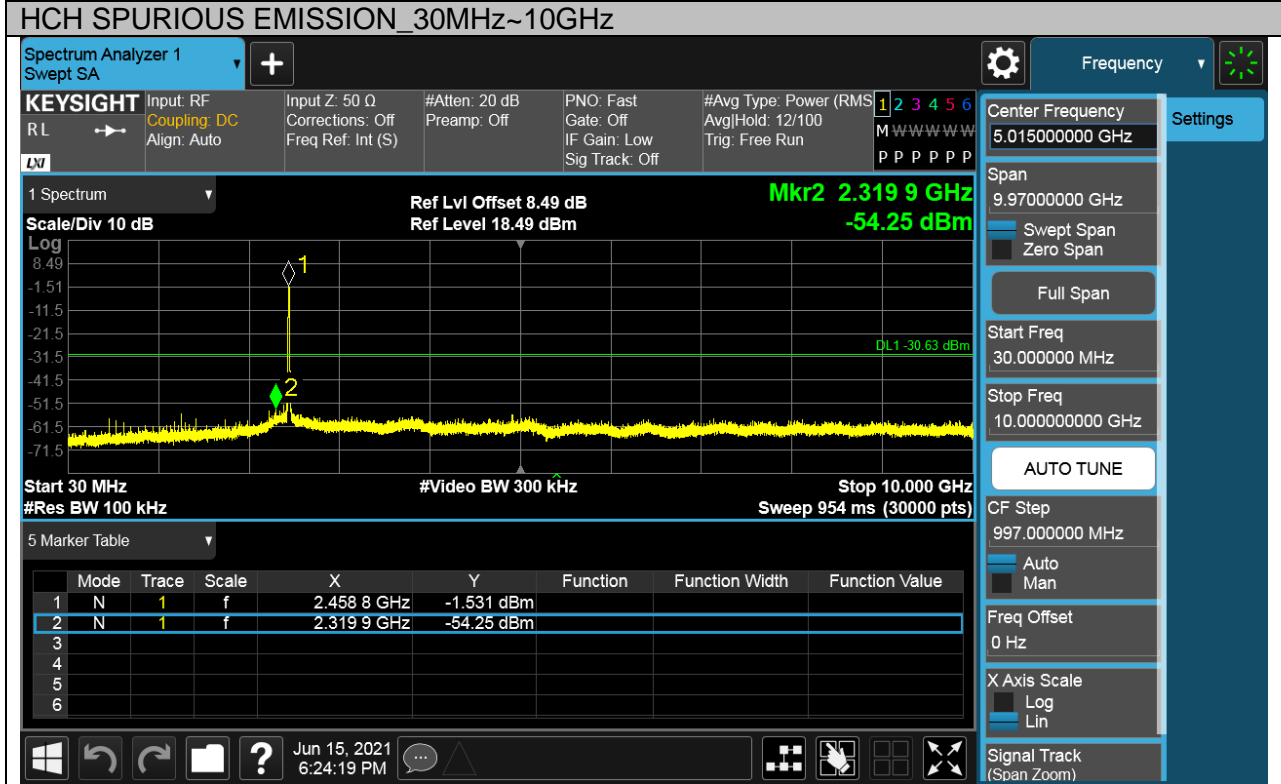 HCH SPURIOUS EMISSION_30MHz~10GHz
Spectrum Analyzer 1
Swept SA
+
Frequency
KEYSIGHT
RL
LXI
Input: RF
Coupling: DC
Align: Auto
Input Z: 50 Ω
Corrections: Off
Freq Ref: Int (S)
#Atten: 20 dB
Preamp: Off
PNO: Fast
Gate: Off
IF Gain: Low
Sig Track: Off
#Avg Type: Power (RMS
Avg|Hold: 12/100
Trig: Free Run
1 2 3 4 5 6
M W W W W W
P P P P P P
1 Spectrum
Scale/Div 10 dB
Ref Lvl Offset 8.49 dB
Ref Level 18.49 dBm
Mkr2 2.319 9 GHz
-54.25 dBm
Log
8.49
-1.51
-11.5
-21.5
-31.5
-41.5
-51.5
-61.5
-71.5
1
2
DL1 -30.63 dBm
Start 30 MHz
#Res BW 100 kHz
#Video BW 300 kHz
Stop 10.000 GHz
Sweep 954 ms (30000 pts)
5 Marker Table
Mode Trace Scale X Y Function Function Width Function Value
1 N 1 f 2.458 8 GHz -1.531 dBm
2 N 1 f 2.319 9 GHz -54.25 dBm
3
4
5
6
?
Jun 15, 2021
6:24:19 PM
Settings
Center Frequency
5.015000000 GHz
Span
9.97000000 GHz
Swept Span
Zero Span
Full Span
Start Freq
30.000000 MHz
Stop Freq
10.000000000 GHz
AUTO TUNE
CF Step
997.000000 MHz
Auto
Man
Freq Offset
0 Hz
X Axis Scale
Log
Lin
Signal Track
(Span Zoom)